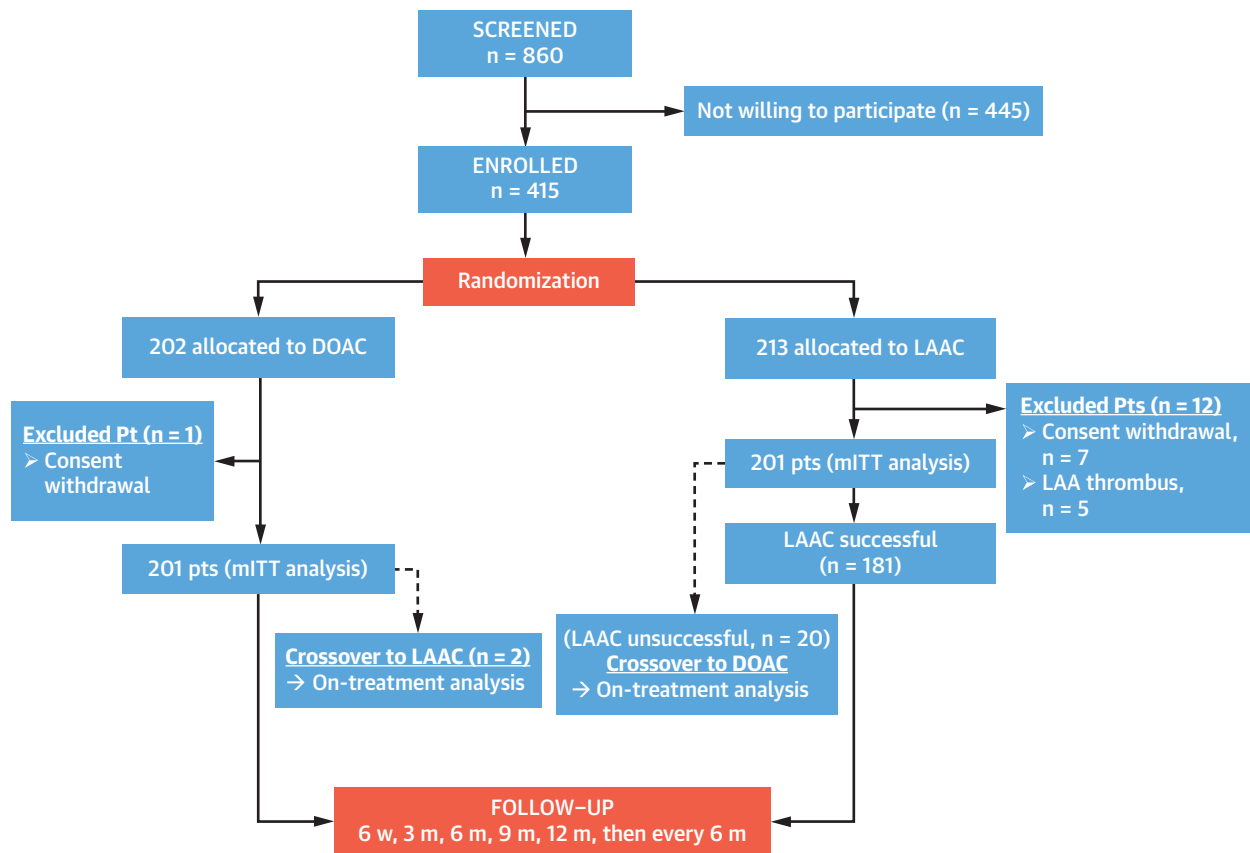 SCREENED
n = 860
Not willing to participate (n = 445)
ENROLLED
n = 415
Randomization
202 allocated to DOAC
213 allocated to LAAC
Excluded Pt (n = 1)
➢ Consent
withdrawal
Excluded Pts (n = 12)
➢ Consent withdrawal,
n = 7
➢ LAA thrombus,
n = 5
201 pts (mITT analysis)
LAAC successful
(n = 181)
201 pts (mITT analysis)
Crossover to LAAC (n = 2)
→ On-treatment analysis
(LAAC unsuccessful, n = 20)
Crossover to DOAC
→ On-treatment analysis
FOLLOW–UP
6 w, 3 m, 6 m, 9 m, 12 m, then every 6 m